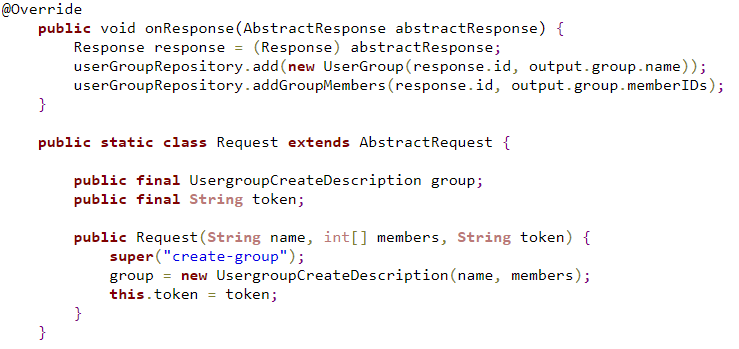 @Override
    public void onResponse(AbstractResponse abstractResponse) {
        Response response = (Response) abstractResponse;
        userGroupRepository.add(new UserGroup(response.id, output.group.name));
        userGroupRepository.addGroupMembers(response.id, output.group.memberIDs);
    }

    public static class Request extends AbstractRequest {

        public final UsergroupCreateDescription group;
        public final String token;

        public Request(String name, int[] members, String token) {
            super("create-group");
            group = new UsergroupCreateDescription(name, members);
            this.token = token;
        }
    }